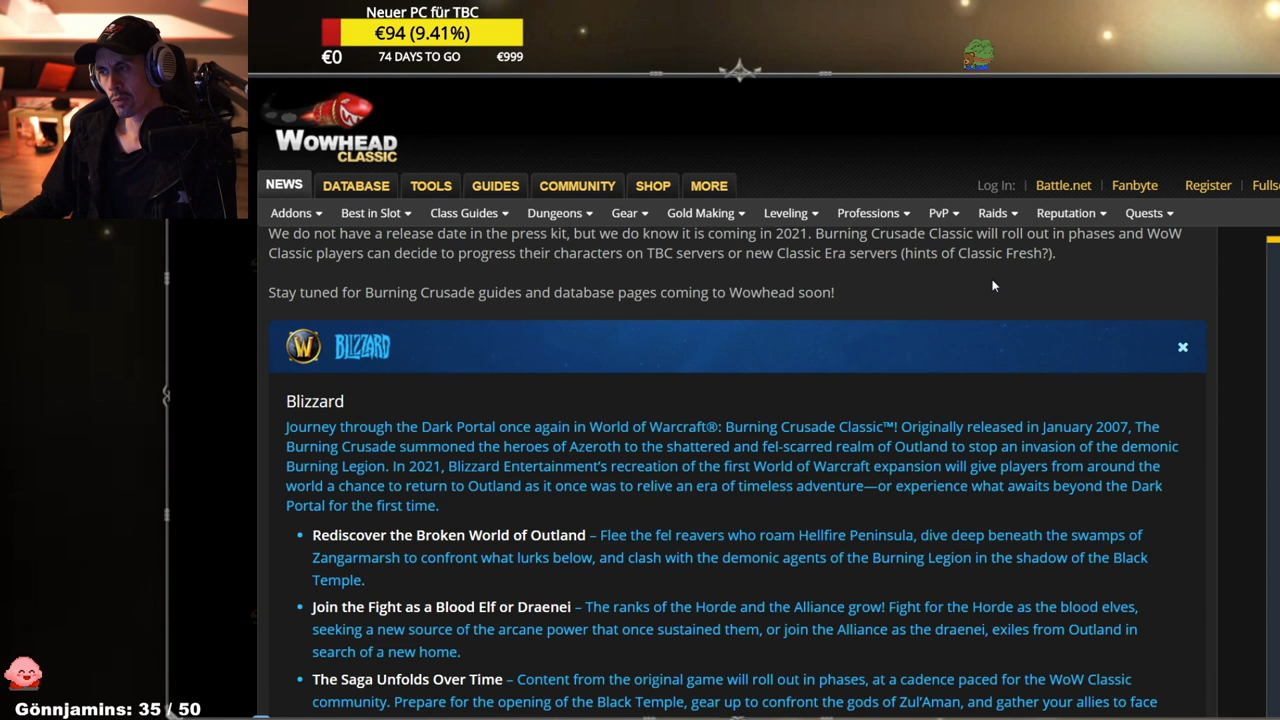 Neuer PC für TBC
€94 (9.41%)
€0 74 DAYS TO GO €999
WOWHEAD
CLASSIC
NEWS DATABASE TOOLS GUIDES COMMUNITY SHOP MORE
Log In: Battle.net Fanbyte Register
Addons Best in Slot Class Guides Dungeons Gear Gold Making Leveling Professions PvP Raids Reputation Quests
We do not have a release date in the press kit, but we do know it is coming in 2021. Burning Crusade Classic will roll out in phases and WoW
Classic players can decide to progress their characters on TBC servers or new Classic Era servers (hints of Classic Fresh?).
Stay tuned for Burning Crusade guides and database pages coming to Wowhead soon!
W BLIZZARD
Blizzard
Journey through the Dark Portal once again in World of Warcraft®: Burning Crusade Classic™! Originally released in January 2007, The
Burning Crusade summoned the heroes of Azeroth to the shattered and fel-scarred realm of Outland to stop an invasion of the demonic
Burning Legion. In 2021, Blizzard Entertainment's recreation of the first World of Warcraft expansion will give players from around the
world a chance to return to Outland as it once was to relive an era of timeless adventure—or experience what awaits beyond the Dark
Portal for the first time.
• Rediscover the Broken World of Outland – Flee the fel reavers who roam Hellfire Peninsula, dive deep beneath the swamps of
Zangarmarsh to confront what lurks below, and clash with the demonic agents of the Burning Legion in the shadow of the Black
Temple.
• Join the Fight as a Blood Elf or Draenei – The ranks of the Horde and the Alliance grow! Fight for the Horde as the blood elves,
seeking a new source of the arcane power that once sustained them, or join the Alliance as the draenei, exiles from Outland in
search of a new home.
• The Saga Unfolds Over Time – Content from the original game will roll out in phases, at a cadence paced for the WoW Classic
community. Prepare for the opening of the Black Temple, gear up to confront the gods of Zul'Aman, and gather your allies to face
Gönnjamins: 35 / 50